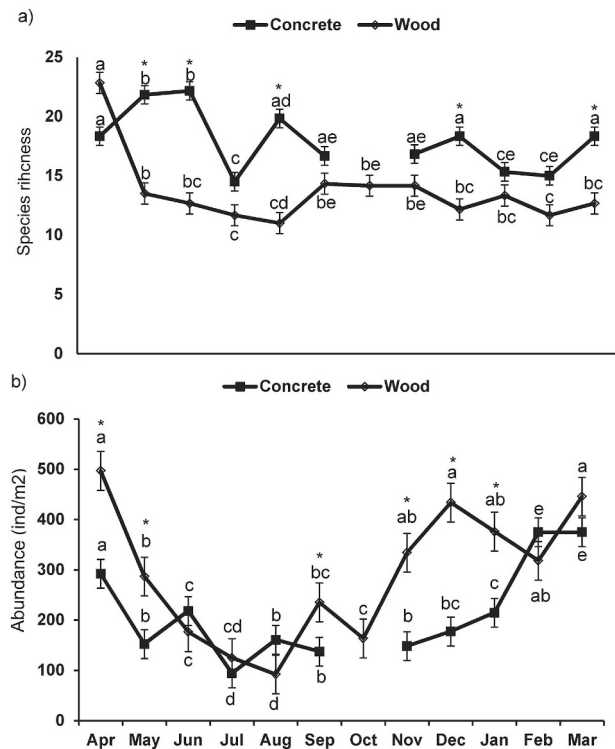 a)
Concrete Wood
25
20
15
10
5
0
Species rihcness
a * * * * *
b b ad a a
a c ae ae ce ce
b bc c cd be be be bc bc c bc
b)
Concrete Wood
600
500
400
300
200
100
0
Abundance (ind/m2)
* * * * * *
a b c cd b bc c ab a ab e a
a b c d d b b bc c ab e
Apr May Jun Jul Aug Sep Oct Nov Dec Jan Feb Mar